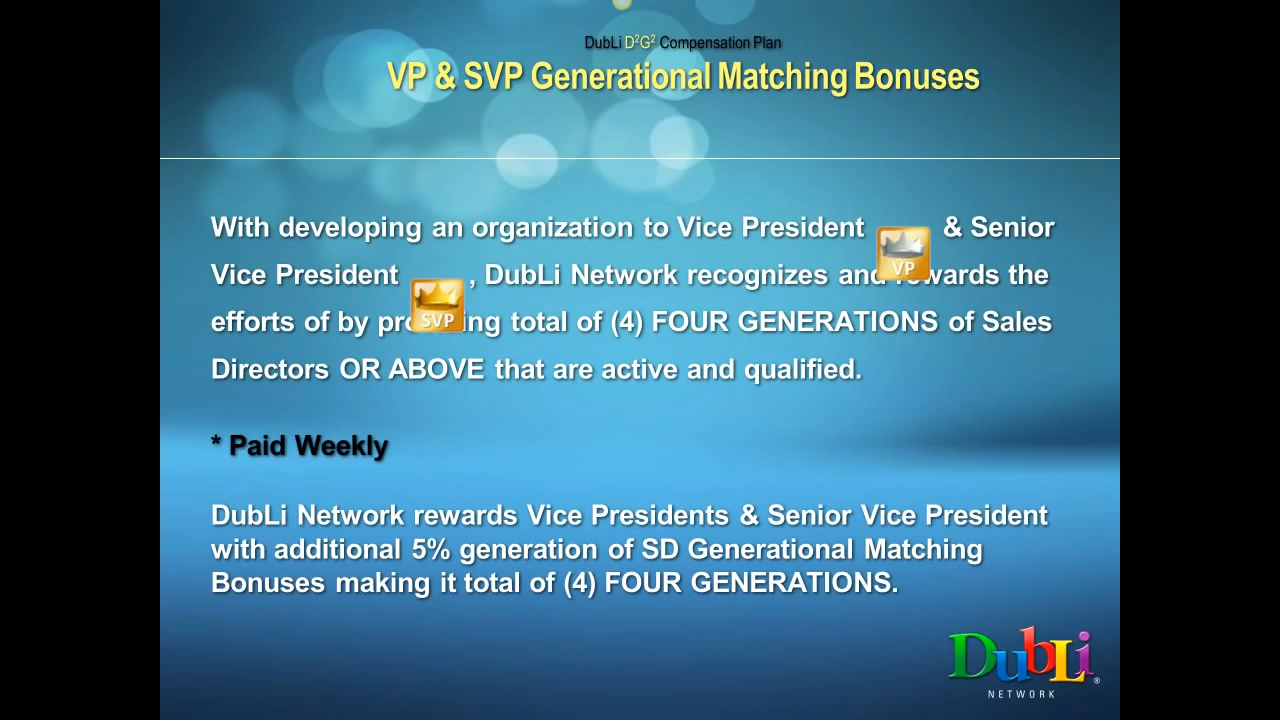 DubLi D²G² Compensation Plan
VP & SVP Generational Matching Bonuses
With developing an organization to Vice President VP & Senior
Vice President SVP , DubLi Network recognizes and rewards the
efforts of by providing total of (4) FOUR GENERATIONS of Sales
Directors OR ABOVE that are active and qualified.
* Paid Weekly
DubLi Network rewards Vice Presidents & Senior Vice President
with additional 5% generation of SD Generational Matching
Bonuses making it total of (4) FOUR GENERATIONS.
DubLi®
NETWORK